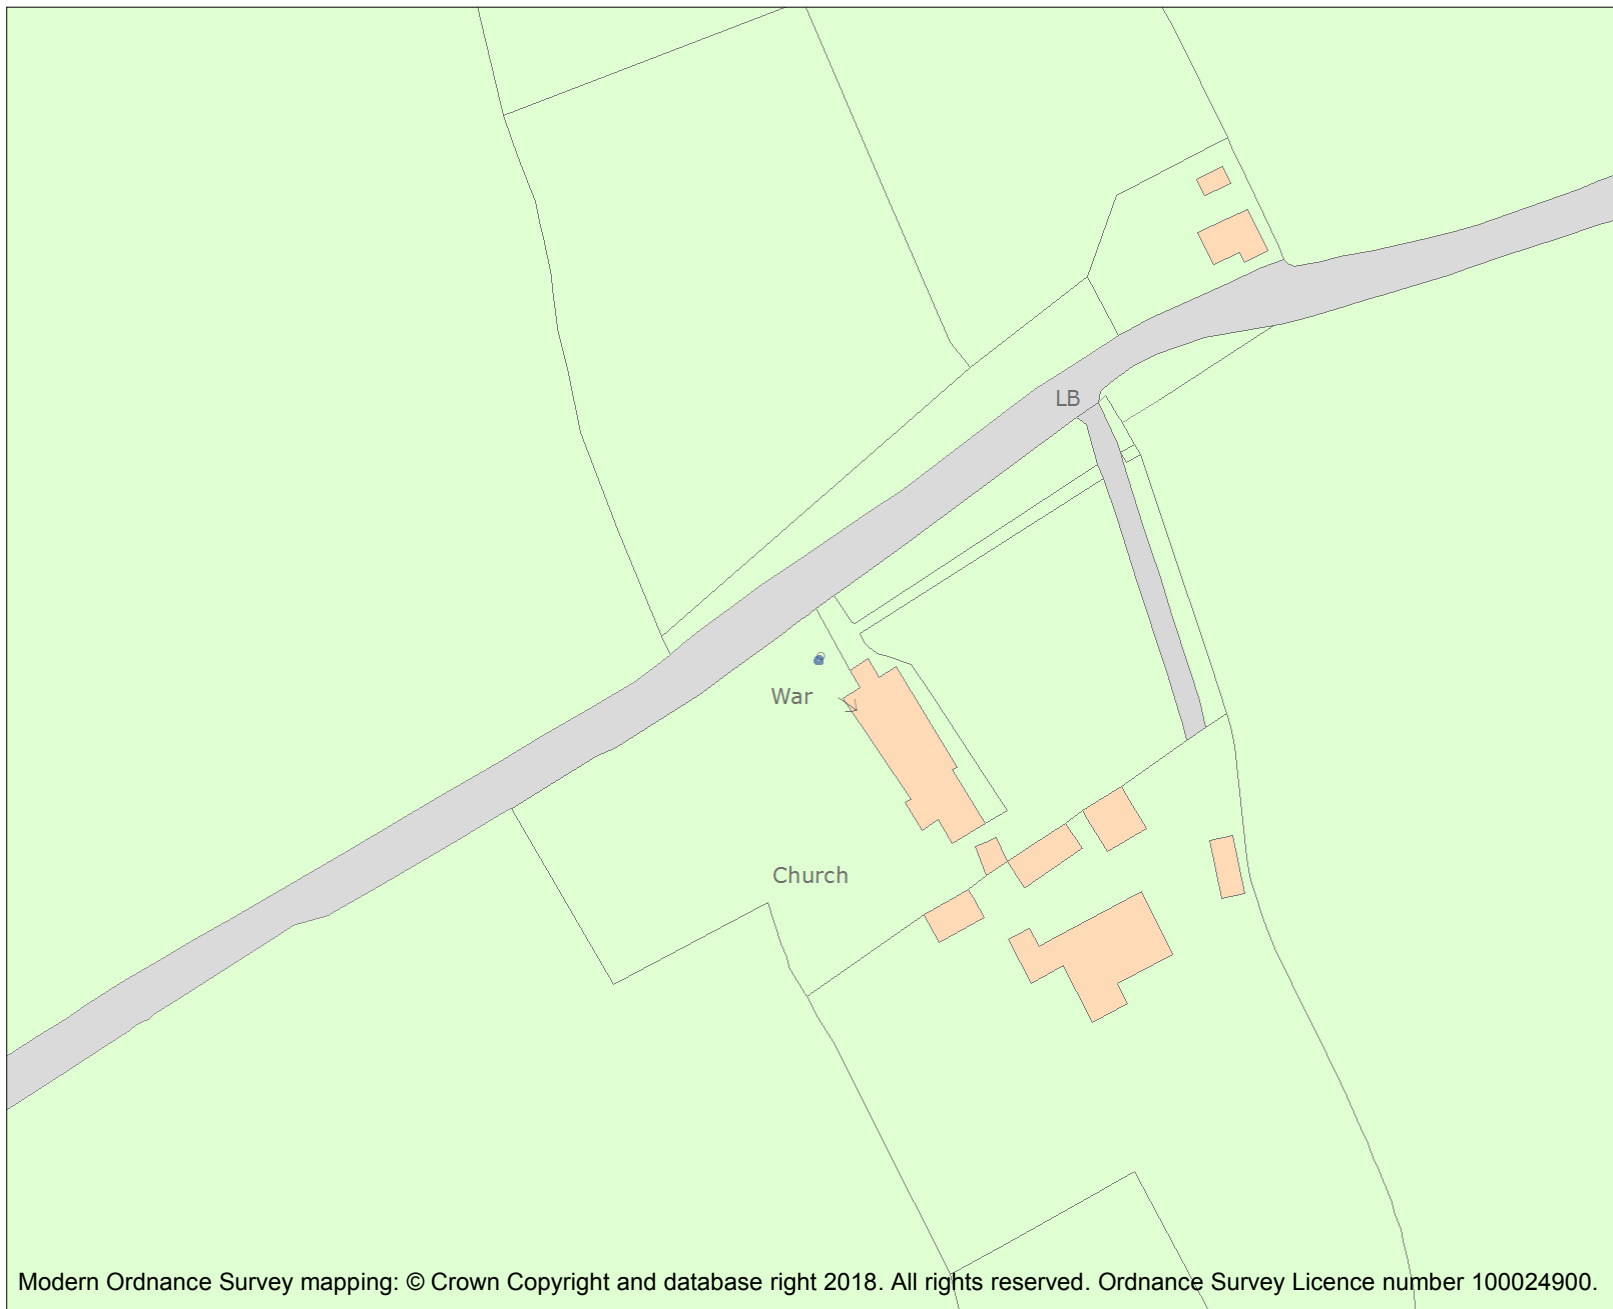 LB
War
Church
Modern Ordnance Survey mapping: © Crown Copyright and database right 2018. All rights reserved. Ordnance Survey Licence number 100024900.